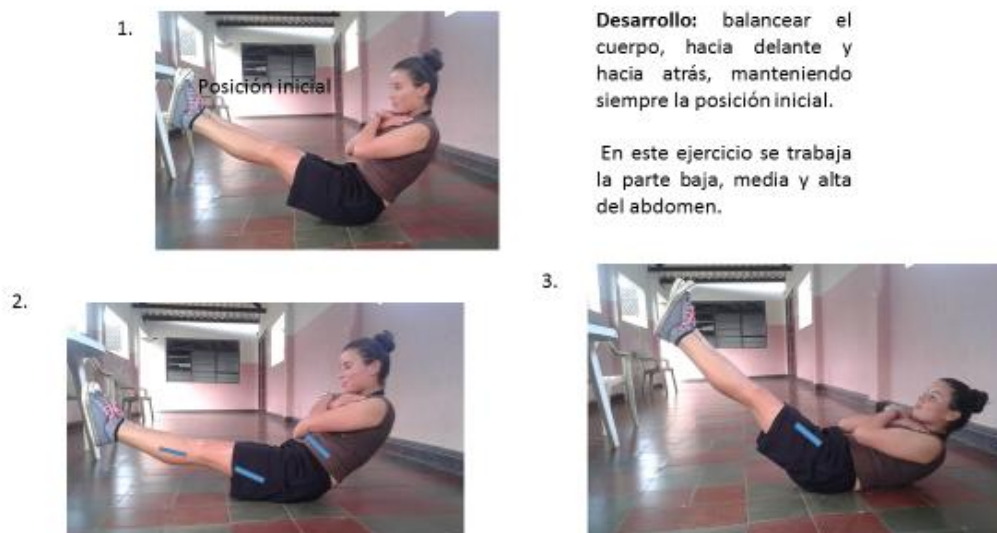 1.
Posición inicial
Desarrollo: balancear el
cuerpo, hacia delante y
hacia atrás, manteniendo
siempre la posición inicial.
En este ejercicio se trabaja
la parte baja, media y alta
del abdomen.
2.
3.